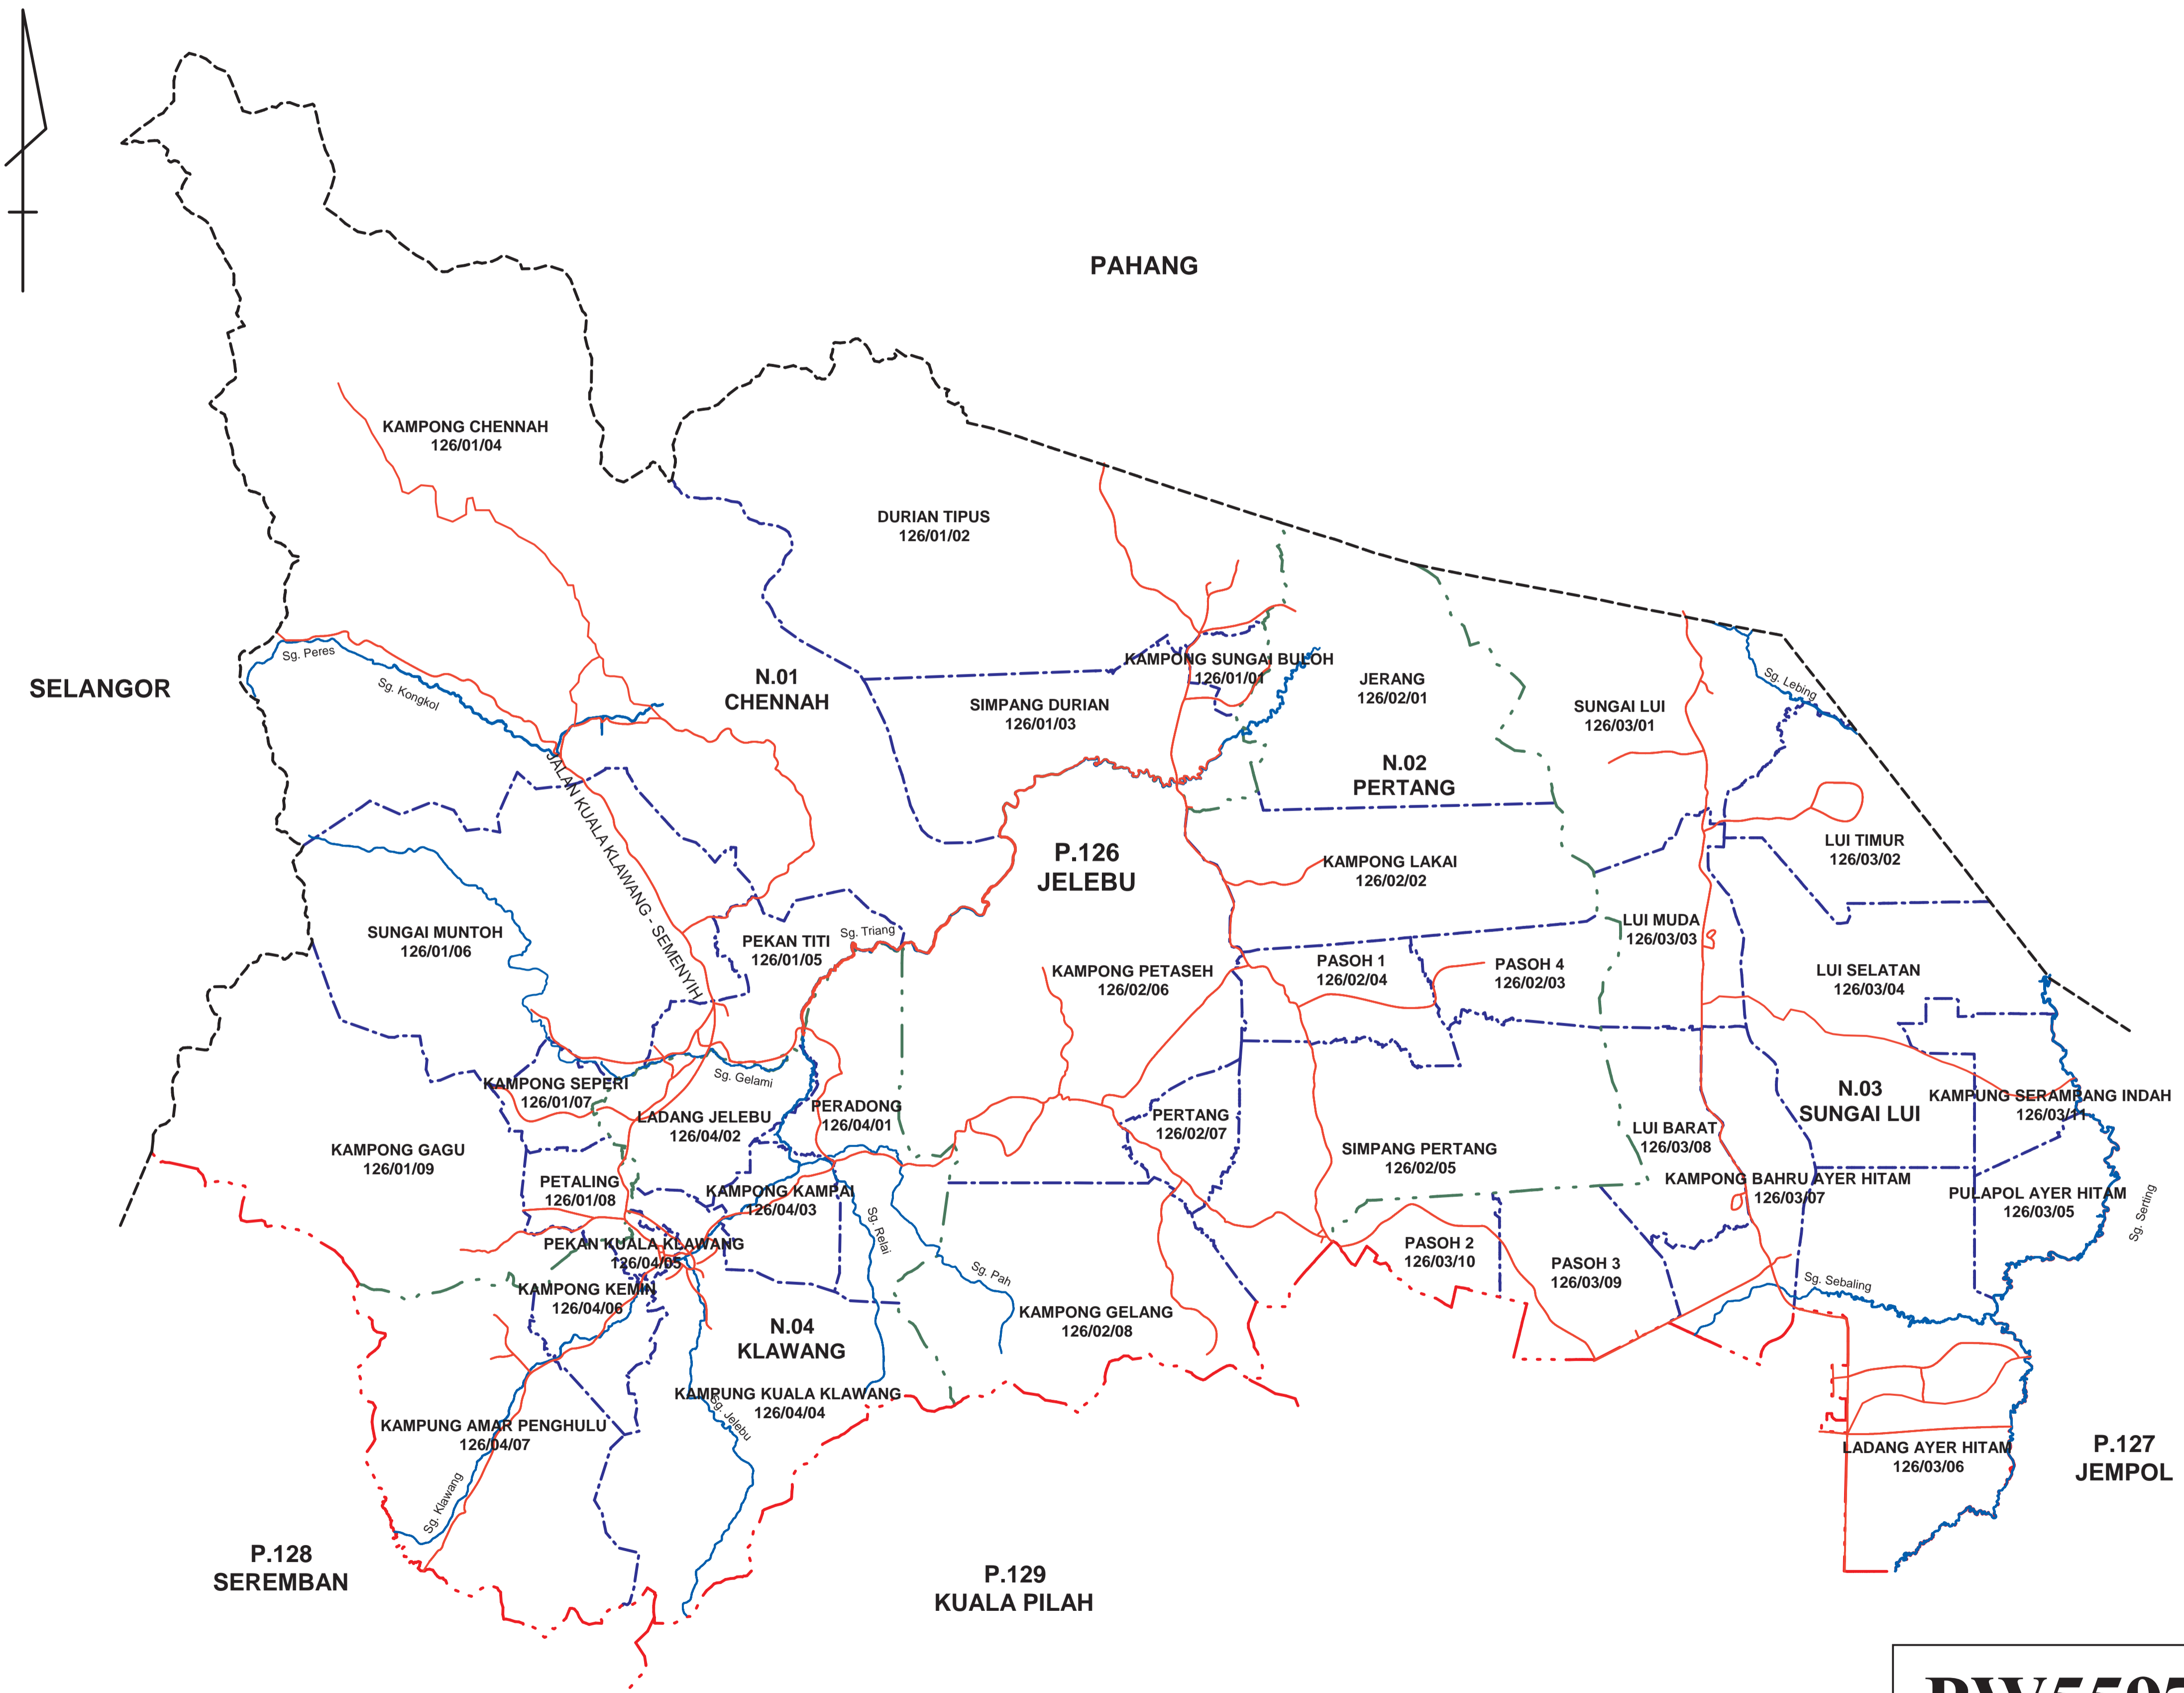 PAHANG
KAMPONG CHENNAH
126/01/04
DURIAN TIPUS
126/01/02
Sg. Peres
Sg. Kongkol
SELANGOR
N.01
CHENNAH
KAMPONG SUNGAI BULOH
126/01/01
SIMPANG DURIAN
126/01/03
JERANG
126/02/01
SUNGAI LUI
126/03/01
Sg. Lebing
N.02
PERTANG
JALAN KUALA KLAWANG - SEMENYIH
P.126
JELEBU
KAMPONG LAKAI
126/02/02
LUI TIMUR
126/03/02
SUNGAI MUNTOH
126/01/06
PEKAN TITI
126/01/05
Sg. Triang
LUI MUDA
126/03/03
KAMPONG PETASEH
126/02/06
PASOH 1
126/02/04
PASOH 4
126/02/03
LUI SELATAN
126/03/04
KAMPONG SEPERI
126/01/07
Sg. Gelami
LADANG JELEBU
126/04/02
PERADONG
126/04/01
PERTANG
126/02/07
N.03
SUNGAI LUI
KAMPUNG SERAMPANG INDAH
126/03/11
KAMPONG GAGU
126/01/09
SIMPANG PERTANG
126/02/05
LUI BARAT
126/03/08
PETALING
126/01/08
KAMPONG KAMPAI
126/04/03
KAMPONG BAHRU AYER HITAM
126/03/07
PULAPOL AYER HITAM
126/03/05
Sg. Serting
Sg. Relai
PEKAN KUALA KLAWANG
126/04/05
Sg. Pah
PASOH 2
126/03/10
PASOH 3
126/03/09
Sg. Sebaling
KAMPONG KEMIN
126/04/06
KAMPONG GELANG
126/02/08
N.04
KLAWANG
KAMPUNG KUALA KLAWANG
126/04/04
Sg. Jelebu
KAMPUNG AMAR PENGHULU
126/04/07
Sg. Klawang
LADANG AYER HITAM
126/03/06
P.127
JEMPOL
P.128
SEREMBAN
P.129
KUALA PILAH